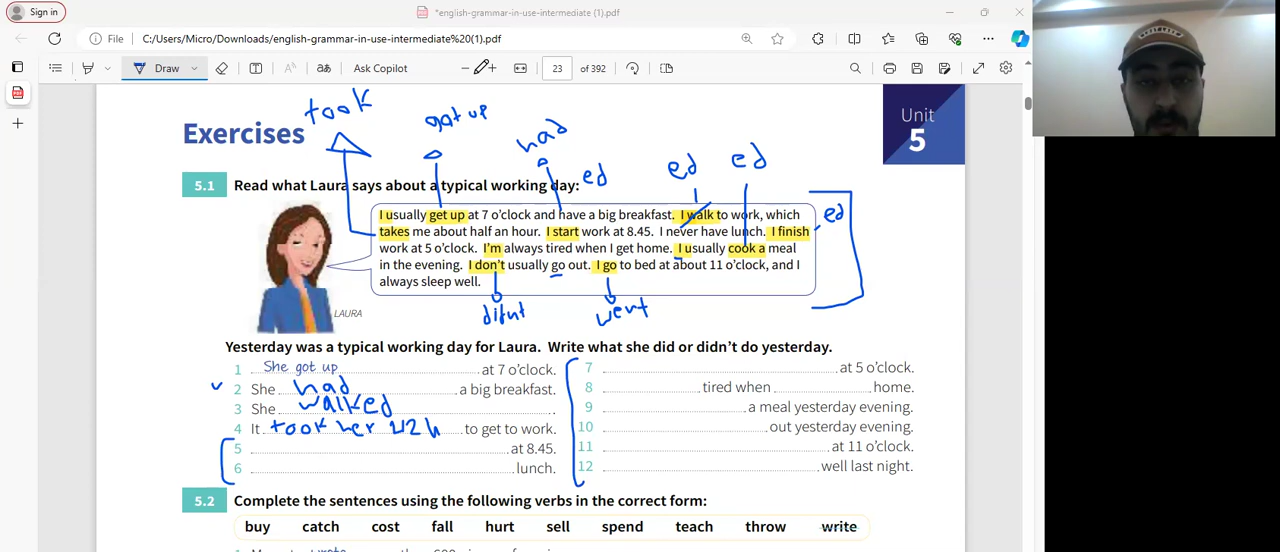 Sign in
*english-grammar-in-use-intermediate (1).pdf
File C:/Users/Micro/Downloads/english-grammar-in-use-intermediate%20(1).pdf
Draw Ask Copilot 23 of 392
took
got up
had
ed
ed
ed
ed
Exercises
Unit
5
5.1 Read what Laura says about a typical working day:
I usually get up at 7 o'clock and have a big breakfast. I walk to work, which
takes me about half an hour. I start work at 8.45. I never have lunch. I finish
work at 5 o'clock. I'm always tired when I get home. I usually cook a meal
in the evening. I don't usually go out. I go to bed at about 11 o'clock, and I
always sleep well.
LAURA
didnt
went
Yesterday was a typical working day for Laura. Write what she did or didn't do yesterday.
1 She got up at 7 o'clock.
2 She had a big breakfast.
3 She walked .
4 It took her 1/2 h to get to work.
5 at 8.45.
6 lunch.
7 at 5 o'clock.
8 tired when home.
9 a meal yesterday evening.
10 out yesterday evening.
11 at 11 o'clock.
12 well last night.
5.2 Complete the sentences using the following verbs in the correct form:
buy catch cost fall hurt sell spend teach throw write